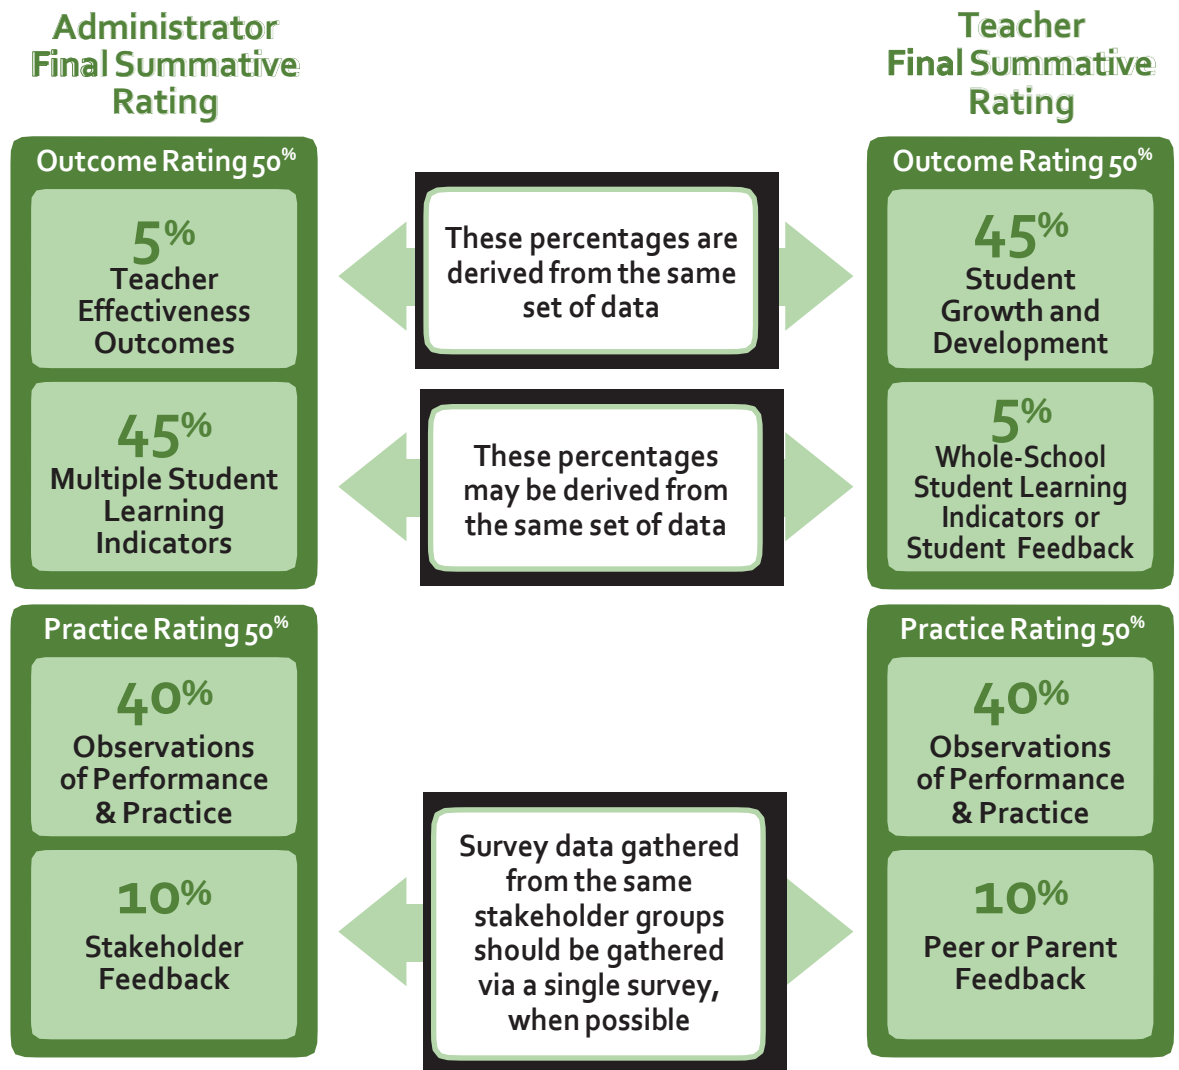 Administrator
Final Summative
Rating
Outcome Rating 50%
5%
Teacher
Effectiveness
Outcomes
45%
Multiple Student
Learning
Indicators
Practice Rating 50%
40%
Observations
of Performance
& Practice
10%
Stakeholder
Feedback
These percentages are
derived from the same
set of data
These percentages
may be derived from
the same set of data
Survey data gathered
from the same
stakeholder groups
should be gathered
via a single survey,
when possible
Teacher
Final Summative
Rating
Outcome Rating 50%
45%
Student
Growth and
Development
5%
Whole-School
Student Learning
Indicators or
Student Feedback
Practice Rating 50%
40%
Observations
of Performance
& Practice
10%
Peer or Parent
Feedback